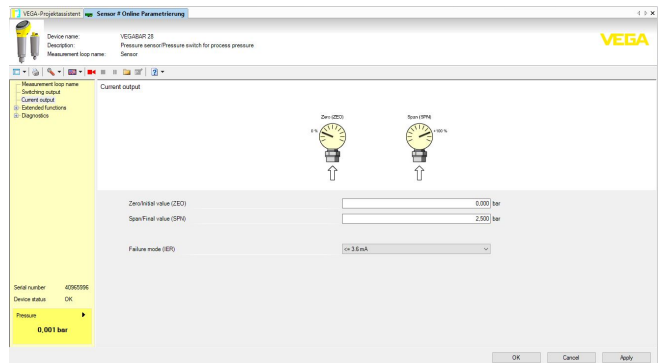 VEGA-Projektassistent
Sensor # Online Parametrierung
Device name: VEGABAR 28
Description: Pressure sensor/Pressure switch for process pressure
Measurement loop name: Sensor
VEGA
Measurement loop name
Switching output
Current output
Extended functions
Diagnostics
Current output
Zero (ZEO)
Span (SPN)
0 %
+100 %
Zero/Initial value (ZEO) 0,000 bar
Span/Final value (SPN) 2,500 bar
Failure mode (IER) <= 3.6 mA
Serial number 40965996
Device status OK
Pressure
0,001 bar
OK Cancel Apply